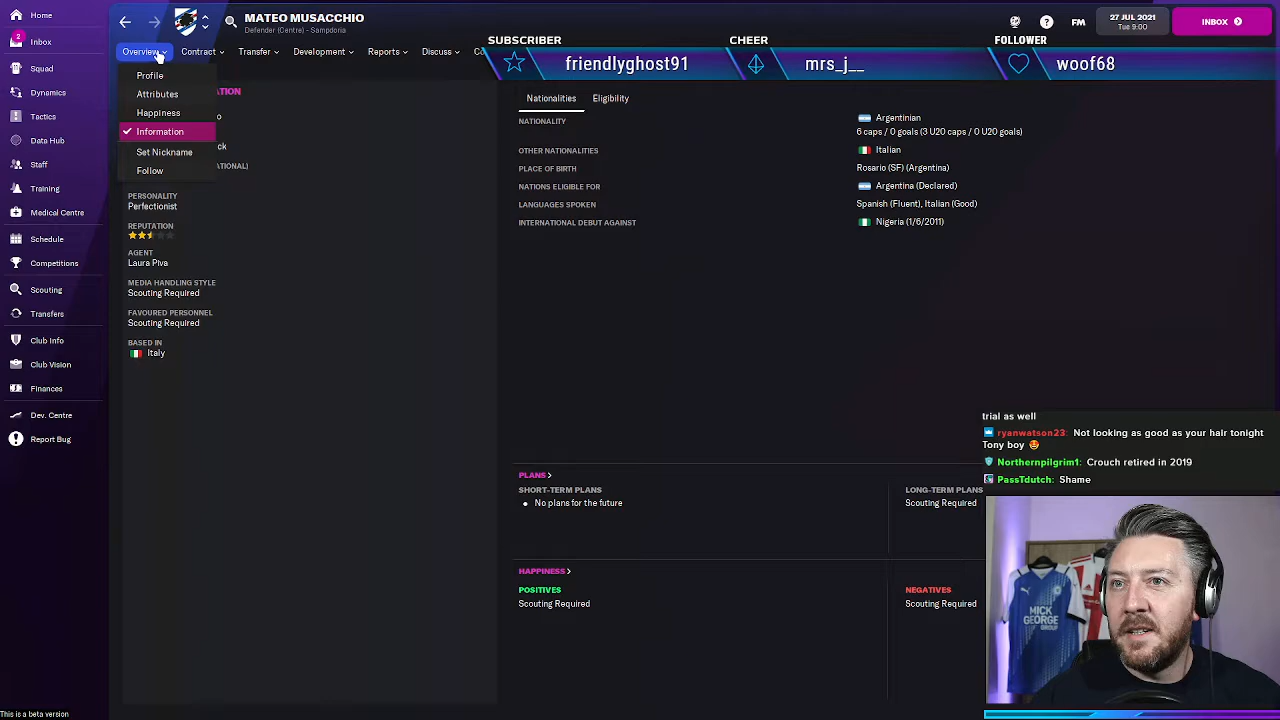 Home
MATEO MUSACCHIO
Defender (Centre) - Sampdoria
FM
27 JUL 2021
Tue 9:00
INBOX
2
Inbox
Squad
Dynamics
Tactics
Data Hub
Staff
Training
Medical Centre
Schedule
Competitions
Scouting
Transfers
Club Info
Club Vision
Finances
Dev. Centre
Report Bug
This is a beta version
Overview
Contract
Transfer
Development
Reports
Discuss
SUBSCRIBER
friendlyghost91
CHEER
mrs_j__
FOLLOWER
woof68
Profile
Attributes
Happiness
Information
Set Nickname
Follow
PERSONALITY
Perfectionist
REPUTATION
AGENT
Laura Piva
MEDIA HANDLING STYLE
Scouting Required
FAVOURED PERSONNEL
Scouting Required
BASED IN
Italy
Nationalities
Eligibility
NATIONALITY
Argentinian
6 caps / 0 goals (3 U20 caps / 0 U20 goals)
OTHER NATIONALITIES
Italian
PLACE OF BIRTH
Rosario (SF) (Argentina)
NATIONS ELIGIBLE FOR
Argentina (Declared)
LANGUAGES SPOKEN
Spanish (Fluent), Italian (Good)
INTERNATIONAL DEBUT AGAINST
Nigeria (1/6/2011)
PLANS >
SHORT-TERM PLANS
No plans for the future
LONG-TERM PLANS
Scouting Required
HAPPINESS >
POSITIVES
Scouting Required
NEGATIVES
Scouting Required
trial as well
ryanwatson23: Not looking as good as your hair tonight
Tony boy 😍
Northernpilgrim1: Crouch retired in 2019
PassTdutch: Shame
MICK
GEORGE